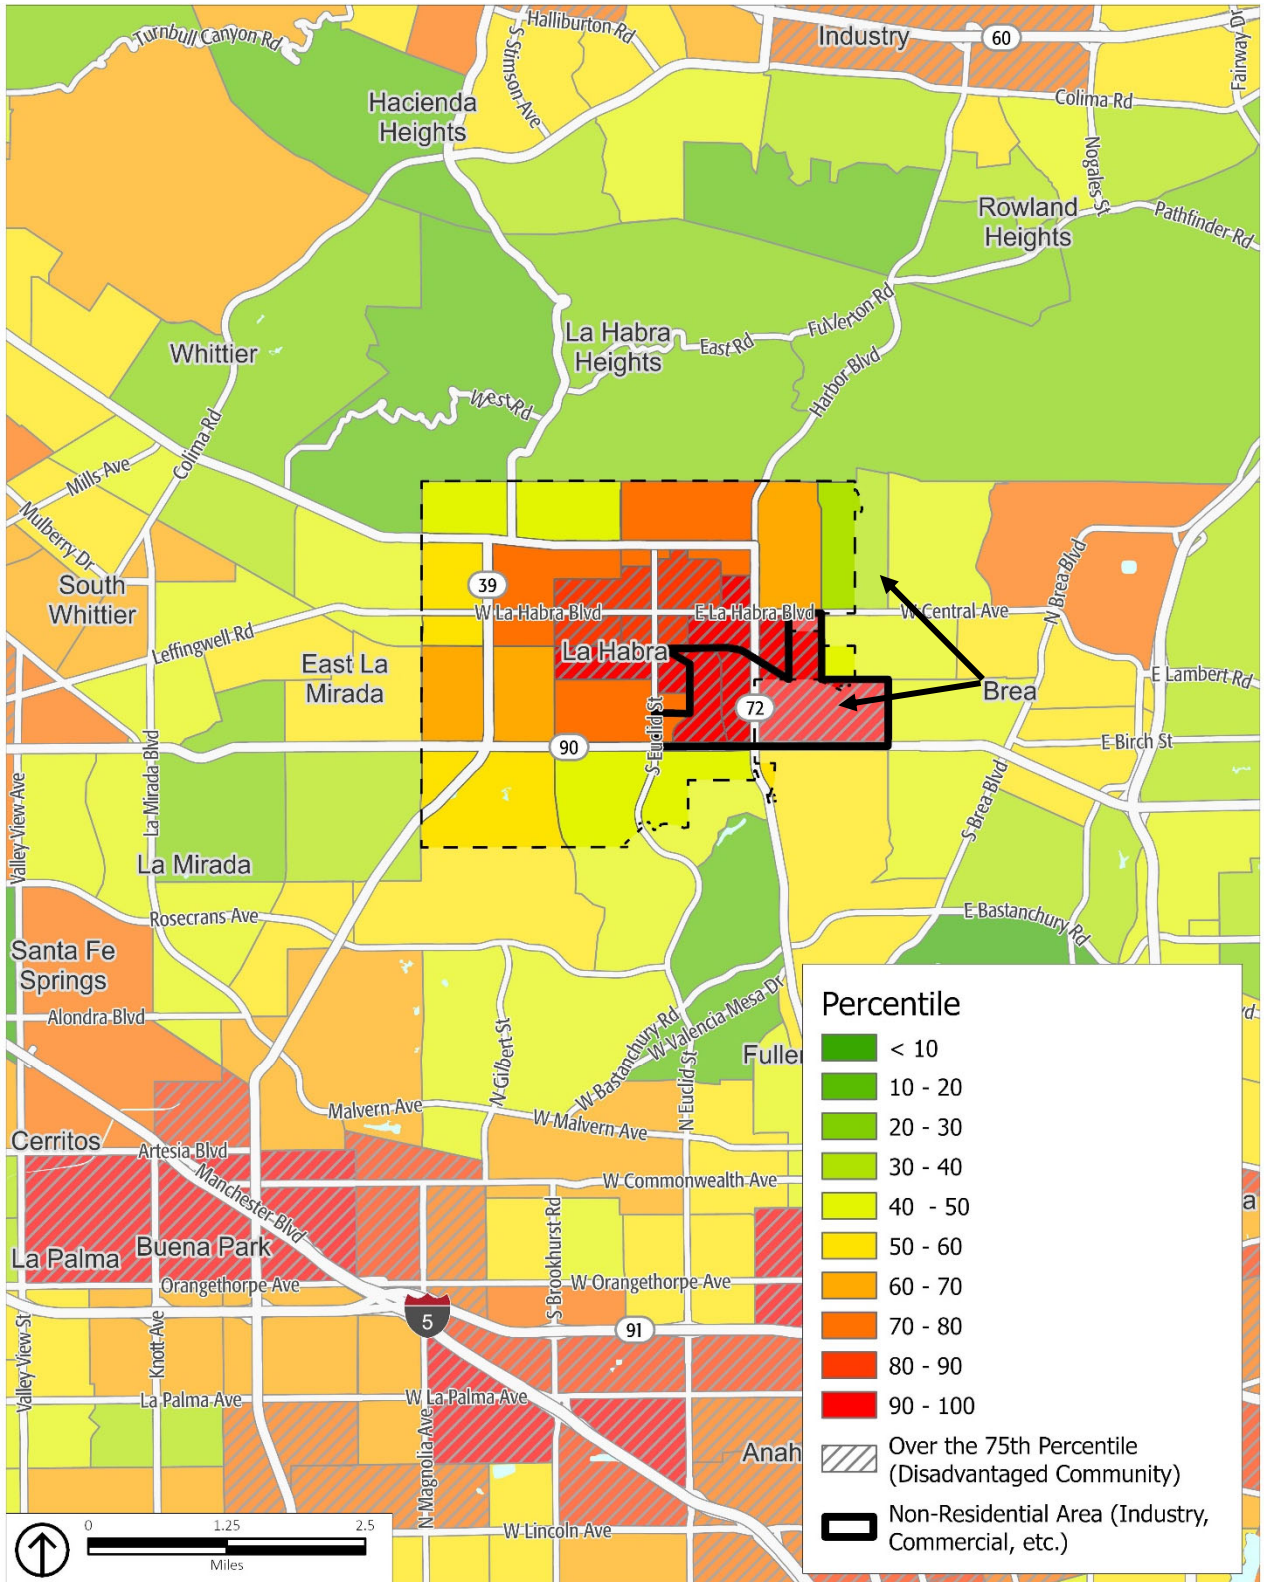 Turnbull Canyon Rd
Halliburton Rd
S Stimson Ave
Industry
60
Fairway Dr
Colima Rd
Hacienda
Heights
Nogales St
Rowland
Heights
Pathfinder Rd
Fullerton Rd
La Habra
Heights
East Rd
Whittier
Harbor Blvd
West Rd
Colima Rd
Mills Ave
Mulberry Dr
South
Whittier
39
N Brea Blvd
W La Habra Blvd
E La Habra Blvd
W Central Ave
Leffingwell Rd
La Habra
East La
Mirada
E Lambert Rd
Brea
72
S Euclid St
90
E Birch St
La Mirada Blvd
Valley View Ave
S Brea Blvd
La Mirada
Rosecrans Ave
E Bastanchury Rd
Santa Fe
Springs
Alondra Blvd
W Valencia Mesa Dr
W Bastanchury Rd
Fuller
N Gilbert St
N Euclid St
Malvern Ave
W Malvern Ave
Cerritos
Artesia Blvd
Manchester Blvd
W Commonwealth Ave
La Palma
Buena Park
Orangethorpe Ave
W Orangethorpe Ave
S Brookhurst Rd
5
91
Valley View St
Knott Ave
La Palma Ave
W La Palma Ave
N Magnolia Ave
Anah
W Lincoln Ave
a
vd
0 1.25 2.5
Miles
Percentile
< 10
10 - 20
20 - 30
30 - 40
40 - 50
50 - 60
60 - 70
70 - 80
80 - 90
90 - 100
Over the 75th Percentile
(Disadvantaged Community)
Non-Residential Area (Industry,
Commercial, etc.)